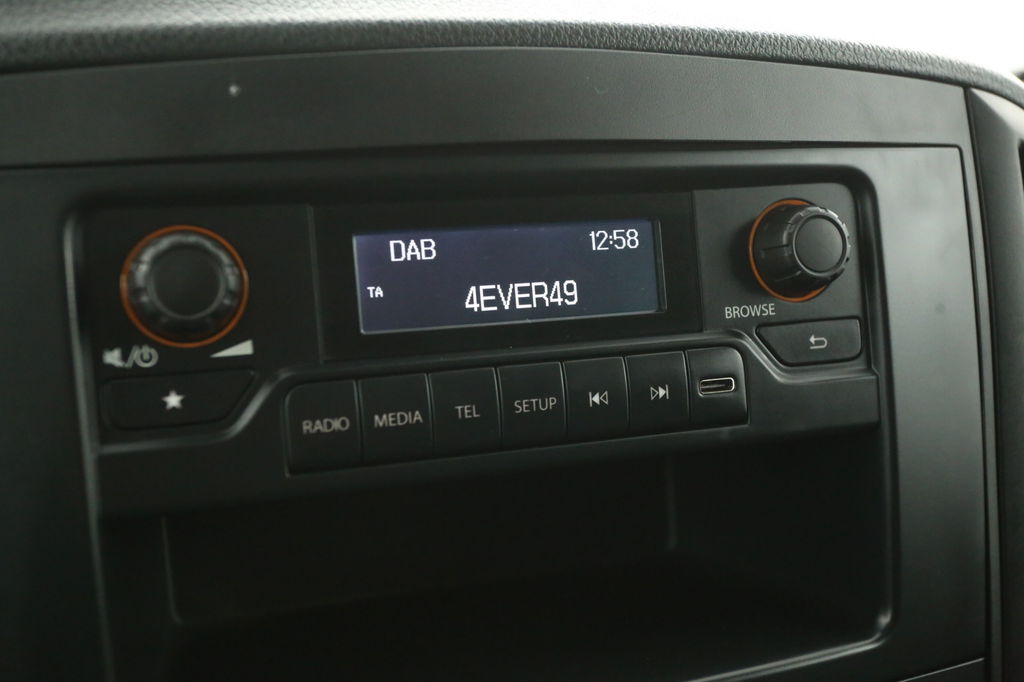 DAB 12:58
TA 4EVER49
BROWSE
RADIO MEDIA TEL SETUP